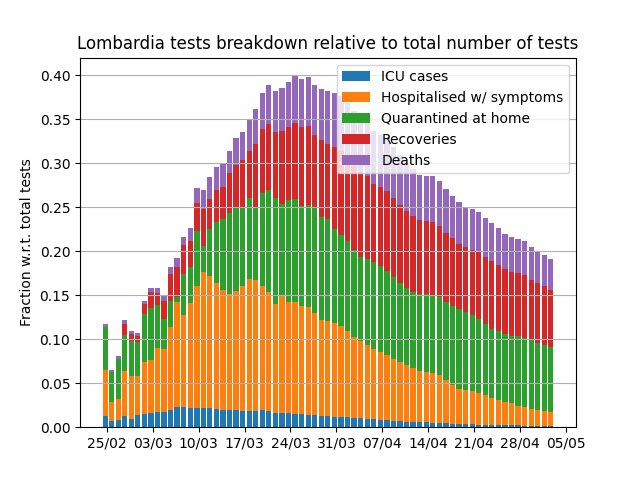 Lombardia tests breakdown relative to total number of tests
Fraction w.r.t. total tests
0.40
0.35
0.30
0.25
0.20
0.15
0.10
0.05
0.00
ICU cases
Hospitalised w/ symptoms
Quarantined at home
Recoveries
Deaths
25/02 03/03 10/03 17/03 24/03 31/03 07/04 14/04 21/04 28/04 05/05